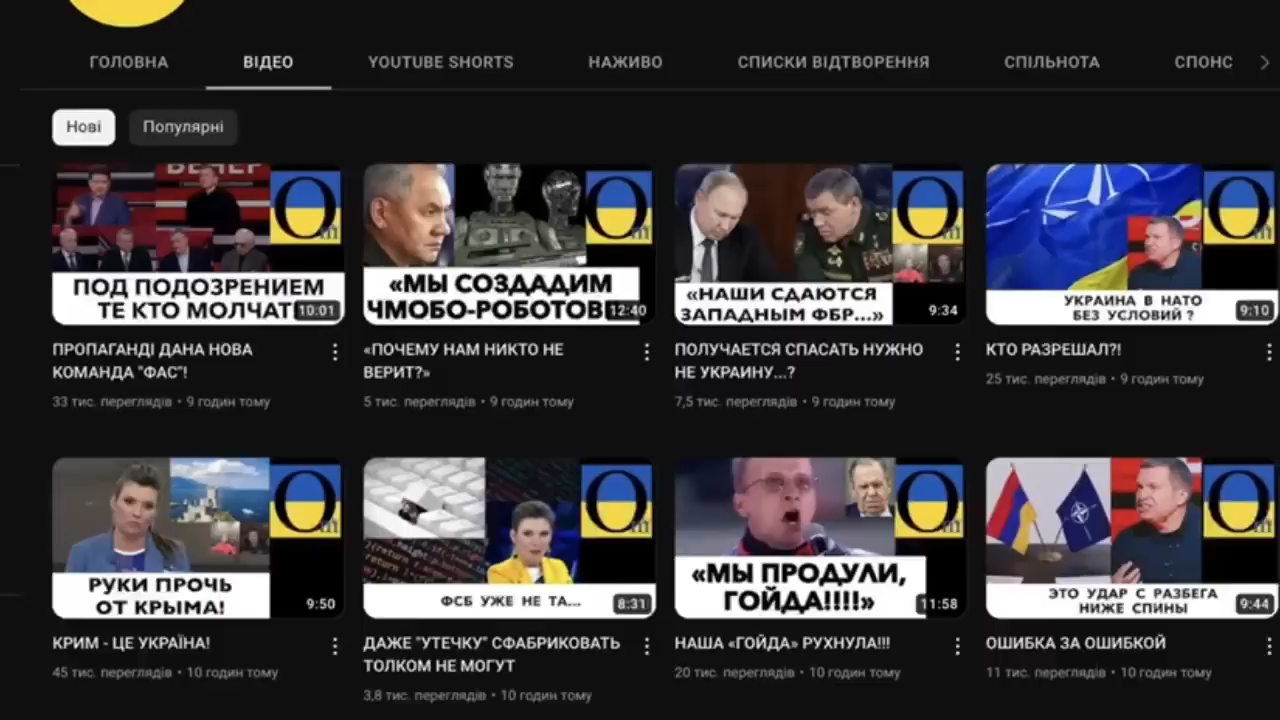 ГОЛОВНА ВІДЕО YOUTUBE SHORTS НАЖИВО СПИСКИ ВІДТВОРЕННЯ СПІЛЬНОТА СПОНС
Нові Популярні
ВЕЧЕР
ПОД ПОДОЗРЕНИЕМ
ТЕ КТО МОЛЧАТ
10:01
«МЫ СОЗДАДИМ
ЧМОБО-РОБОТОВ
12:40
«НАШИ СДАЮТСЯ
ЗАПАДНЫМ ФБР...»
9:34
УКРАИНА В НАТО
БЕЗ УСЛОВИЙ ?
9:10
ПРОПАГАНДІ ДАНА НОВА
КОМАНДА "ФАС"!
33 тис. переглядів • 9 годин тому
«ПОЧЕМУ НАМ НИКТО НЕ
ВЕРИТ?»
5 тис. переглядів • 9 годин тому
ПОЛУЧАЕТСЯ СПАСАТЬ НУЖНО
НЕ УКРАИНУ...?
7,5 тис. переглядів • 9 годин тому
КТО РАЗРЕШАЛ?!
25 тис. переглядів • 9 годин тому
РУКИ ПРОЧЬ
ОТ КРЫМА!
9:50
ФСБ УЖЕ НЕ ТА...
8:31
«МЫ ПРОДУЛИ,
ГОЙДА!!!!»
11:58
ЭТО УДАР С РАЗБЕГА
НИЖЕ СПИНЫ
9:44
КРИМ - ЦЕ УКРАЇНА!
45 тис. переглядів • 10 годин тому
ДАЖЕ "УТЕЧКУ" СФАБРИКОВАТЬ
ТОЛКОМ НЕ МОГУТ
3,8 тис. переглядів • 10 годин тому
НАША «ГОЙДА» РУХНУЛА!!!
20 тис. переглядів • 10 годин тому
ОШИБКА ЗА ОШИБКОЙ
11 тис. переглядів • 10 годин тому